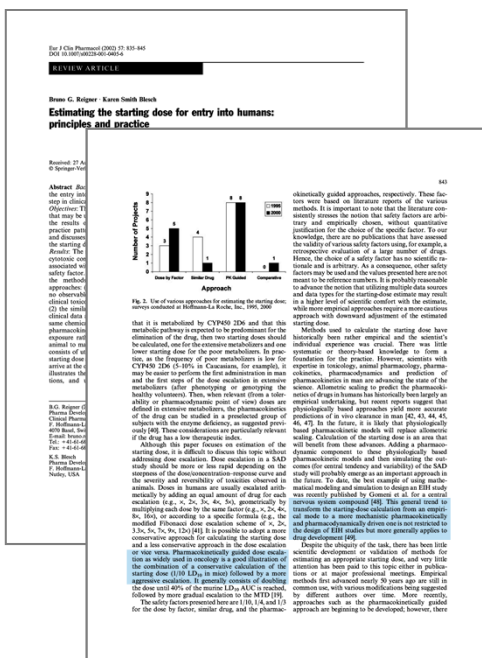 Eur J Clin Pharmacol (2002) 57: 835–845
DOI 10.1007/s00228-001-0405-6
REVIEW ARTICLE
Bruno G. Reigner · Karen Smith Blesch
Estimating the starting dose for entry into humans:
principles and practice
Received: 27 A
© Springer-Ver
843
Number of Projects
9
8
7
6
5
4
3
2
1
0
3 5 4 1 8 8 0 1
1995
2000
Dose by Factor Similar Drug PK Guided Comparative
Approach
Fig. 2. Use of various approaches for estimating the starting dose;
surveys conducted at Hoffmann-La Roche, Inc., 1995, 2000
that it is metabolized by CYP450 2D6 and that this
metabolic pathway is expected to be predominant for the
elimination of the drug, then two starting doses should
be calculated, one for the extensive metabolizers and one
lower starting dose for the poor metabolizers. In prac-
tice, as the frequency of poor metabolizers is low for
CYP450 2D6 (5-10% in Caucasians, for example), it
may be easier to perform the first administration in man
and the first steps of the dose escalation in extensive
metabolizers (after phenotyping or genotyping the
healthy volunteers). Then, when relevant (from a toler-
ability or pharmacodynamic point of view) doses are
defined in extensive metabolizers, the pharmacokinetics
of the drug can be studied in a preselected group of
subjects with the enzyme deficiency, as suggested previ-
ously [40]. These considerations are particularly relevant
if the drug has a low therapeutic index.
Although this paper focuses on estimation of the
starting dose, it is difficult to discuss this topic without
addressing dose escalation. Dose escalation in a SAD
study should be more or less rapid depending on the
steepness of the dose/concentration–response curve and
the severity and reversibility of toxicities observed in
animals. Doses in humans are usually escalated arith-
metically by adding an equal amount of drug for each
escalation (e.g., ×, 2×, 3×, 4×, 5×), geometrically by
multiplying each dose by the same factor (e.g., ×, 2×, 4×,
8×, 16×), or according to a specific formula (e.g., the
modified Fibonacci dose escalation scheme of ×, 2×,
3.3×, 5×, 7×, 9×, 12×) [41]. It is possible to adopt a more
conservative approach for calculating the starting dose
and a less conservative approach in the dose escalation
or vice versa. Pharmacokinetically guided dose escala-
tion as widely used in oncology is a good illustration of
the combination of a conservative calculation of the
starting dose (1/10 LD10 in mice) followed by a more
aggressive escalation. It generally consists of doubling
the dose until 40% of the murine LD10 AUC is reached,
followed by more gradual escalation to the MTD [19].
The safety factors presented here are 1/10, 1/4, and 1/3
for the dose by factor, similar drug, and the pharmac-
okinetically guided approaches, respectively. These fac-
tors were based on literature reports of the various
methods. It is important to note that the literature con-
sistently stresses the notion that safety factors are arbi-
trary and empirically chosen, without quantitative
justification for the choice of the specific factor. To our
knowledge, there are no publications that have assessed
the validity of various safety factors using, for example, a
retrospective evaluation of a large number of drugs.
Hence, the choice of a safety factor has no scientific ra-
tionale and is arbitrary. As a consequence, other safety
factors may be used and the values presented here are not
meant to be reference numbers. It is probably reasonable
to advance the notion that utilizing multiple data sources
and data types for the starting-dose estimate may result
in a higher level of scientific comfort with the estimate,
while more empirical approaches require a more cautious
approach with downward adjustment of the estimated
starting dose.
Methods used to calculate the starting dose have
historically been rather empirical and the scientist's
individual experience was crucial. There was little
systematic or theory-based knowledge to form a
foundation for the practice. However, scientists with
expertise in toxicology, animal pharmacology, pharma-
cokinetics, pharmacodynamics and prediction of
pharmacokinetics in man are advancing the state of the
science. Allometric scaling to predict the pharmacoki-
netics of drugs in humans has historically been largely an
empirical undertaking, but recent reports suggest that
physiologically based approaches yield more accurate
predictions of in vivo clearance in man [42, 43, 44, 45,
46, 47]. In the future, it is likely that physiologically
based pharmacokinetic models will replace allometric
scaling. Calculation of the starting dose is an area that
will benefit from these advances. Adding a pharmaco-
dynamic component to these physiologically based
pharmacokinetic models and then simulating the out-
comes (for central tendency and variability) of the SAD
study will probably emerge as an important approach in
the future. To date, the best example of using mathe-
matical modeling and simulation to design an EIH study
was recently published by Gomeni et al. for a central
nervous system compound [48]. This general trend to
transform the starting-dose calculation from an empiri-
cal mode to a more mechanistic pharmacokinetically
and pharmacodynamically driven one is not restricted to
the design of EIH studies but more generally applies to
drug development [49].
Despite the ubiquity of the task, there has been little
scientific development or validation of methods for
estimating an appropriate starting dose, and very little
attention has been paid to this topic either in publica-
tions or at major professional meetings. Empirical
methods first advanced nearly 50 years ago are still in
common use, with various modifications being suggested
by different authors over time. More recently,
approaches such as the pharmacokinetically guided
approach are beginning to be developed; however, there